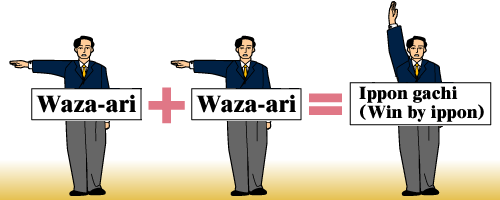 Waza-ari + Waza-ari = Ippon gachi
(Win by ippon)